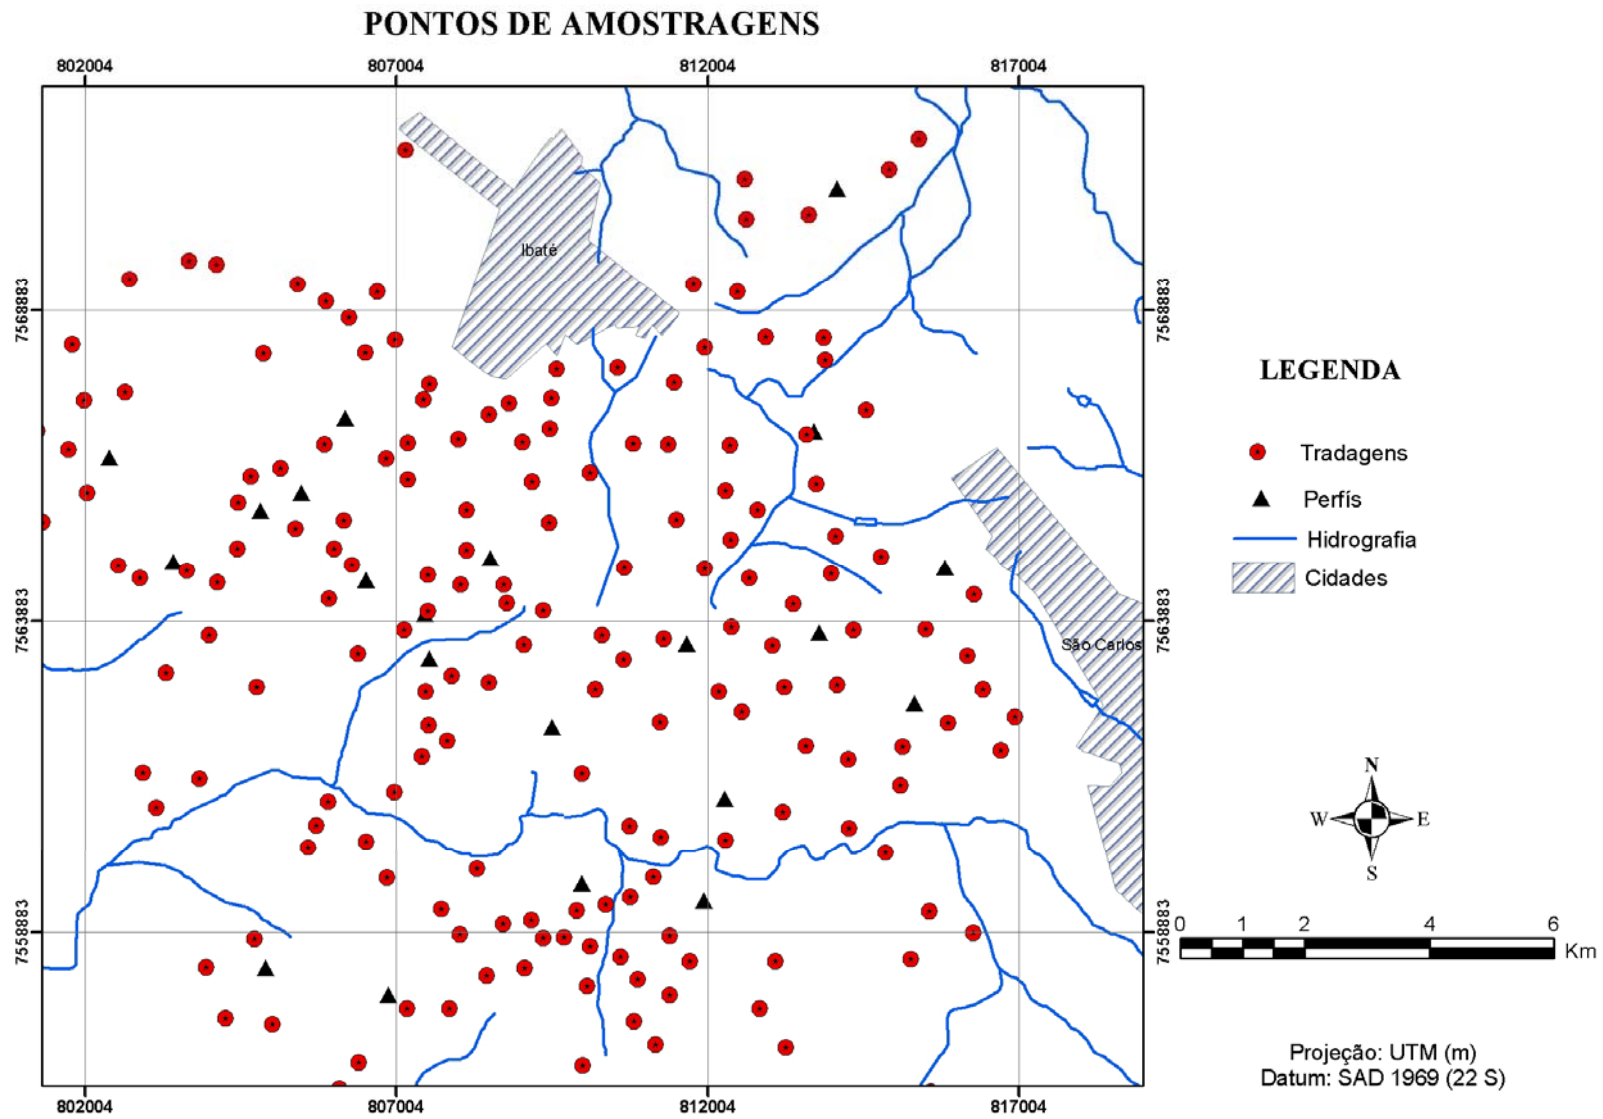 PONTOS DE AMOSTRAGENS
802004 807004 812004 817004
7568883 7568883
7563883 7563883
7558883 7558883
Ibaté
São Carlos
802004 807004 812004 817004
LEGENDA
Tradagens
Perfís
Hidrografia
Cidades
N
W E
S
0 1 2 4 6
Km
Projeção: UTM (m)
Datum: SAD 1969 (22 S)